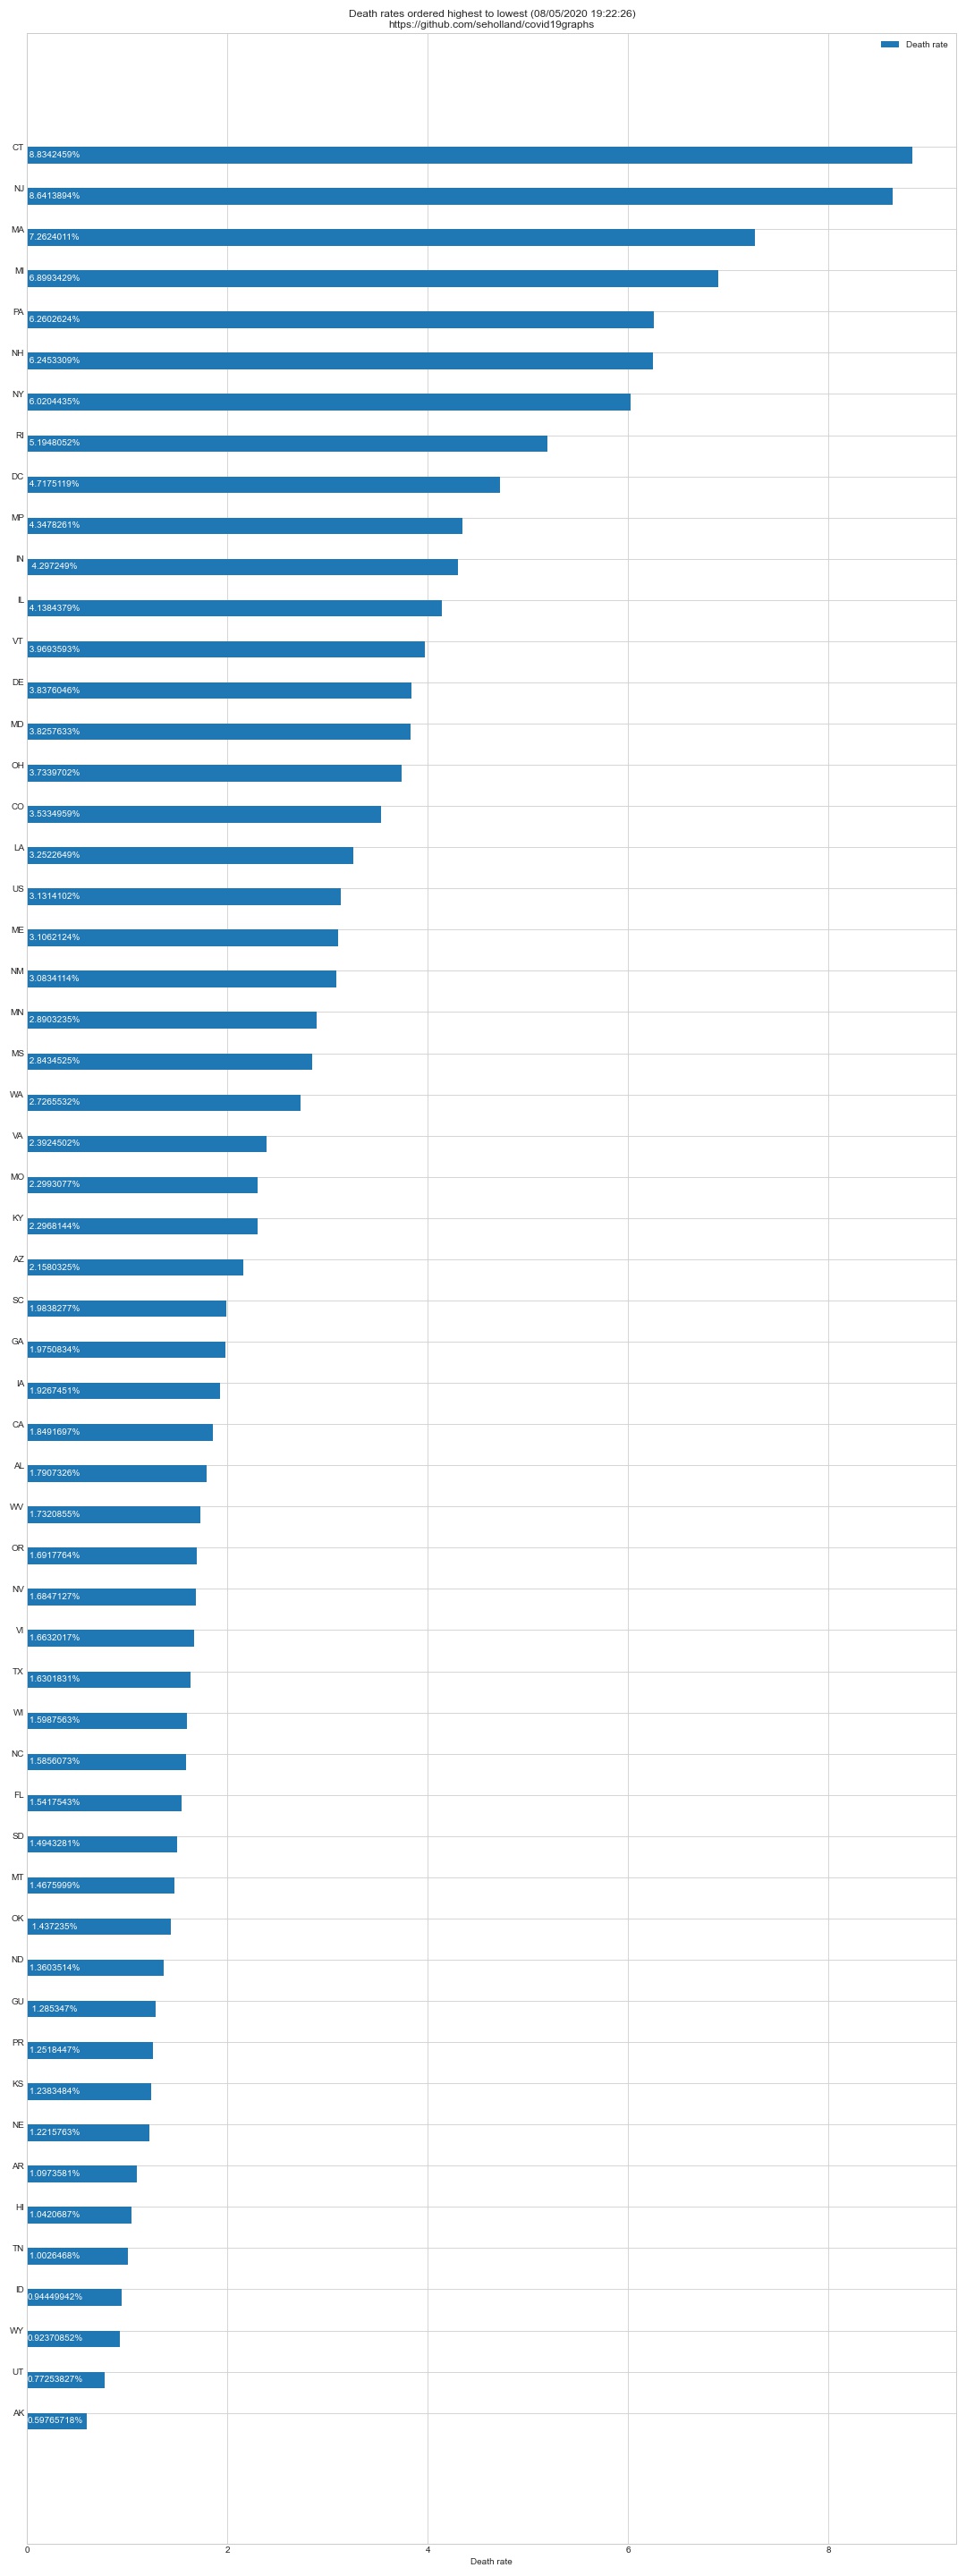 Death rates ordered highest to lowest (08/05/2020 19:22:26)
https://github.com/seholland/covid19graphs
Death rate
CT 8.8342459%
NJ 8.6413894%
MA 7.2624011%
MI 6.8993429%
PA 6.2602624%
NH 6.2453309%
NY 6.0204435%
RI 5.1948052%
DC 4.7175119%
MP 4.3478261%
IN 4.297249%
IL 4.1384379%
VT 3.9693593%
DE 3.8376046%
MD 3.8257633%
OH 3.7339702%
CO 3.5334959%
LA 3.2522649%
US 3.1314102%
ME 3.1062124%
NM 3.0834114%
MN 2.8903235%
MS 2.8434525%
WA 2.7265532%
VA 2.3924502%
MO 2.2993077%
KY 2.2968144%
AZ 2.1580325%
SC 1.9838277%
GA 1.9750834%
IA 1.9267451%
CA 1.8491697%
AL 1.7907326%
WV 1.7320855%
OR 1.6917764%
NV 1.6847127%
VI 1.6632017%
TX 1.6301831%
WI 1.5987563%
NC 1.5856073%
FL 1.5417543%
SD 1.4943281%
MT 1.4675999%
OK 1.437235%
ND 1.3603514%
GU 1.285347%
PR 1.2518447%
KS 1.2383484%
NE 1.2215763%
AR 1.0973581%
HI 1.0420687%
TN 1.0026468%
ID 0.94449942%
WY 0.92370852%
UT 0.77253827%
AK 0.59765718%
0 2 4 6 8
Death rate